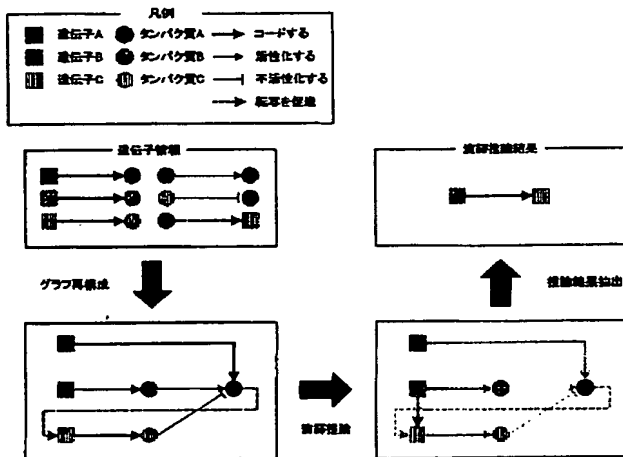 凡例
遺伝子A タンパク質A コードする
遺伝子B タンパク質B 活性化する
遺伝子C タンパク質C 不活性化する
転写を促進
遺伝子情報
演繹推論結果
グラフ再構成
推論結果抽出
演繹推論